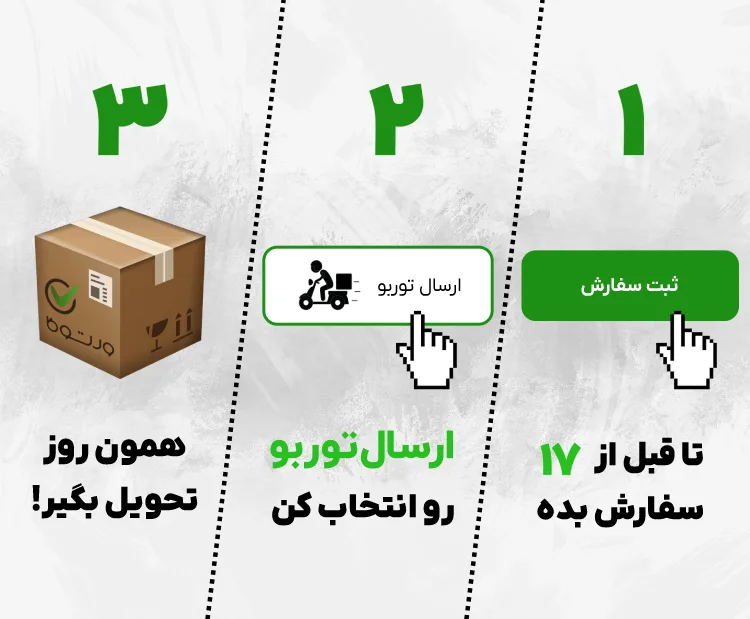 ۱
ثبت سفارش
تا قبل از ۱۷
سفارش بده
۲
ارسال توربو
ارسال توربو
رو انتخاب کن
۳
همون روز
تحویل بگیر!